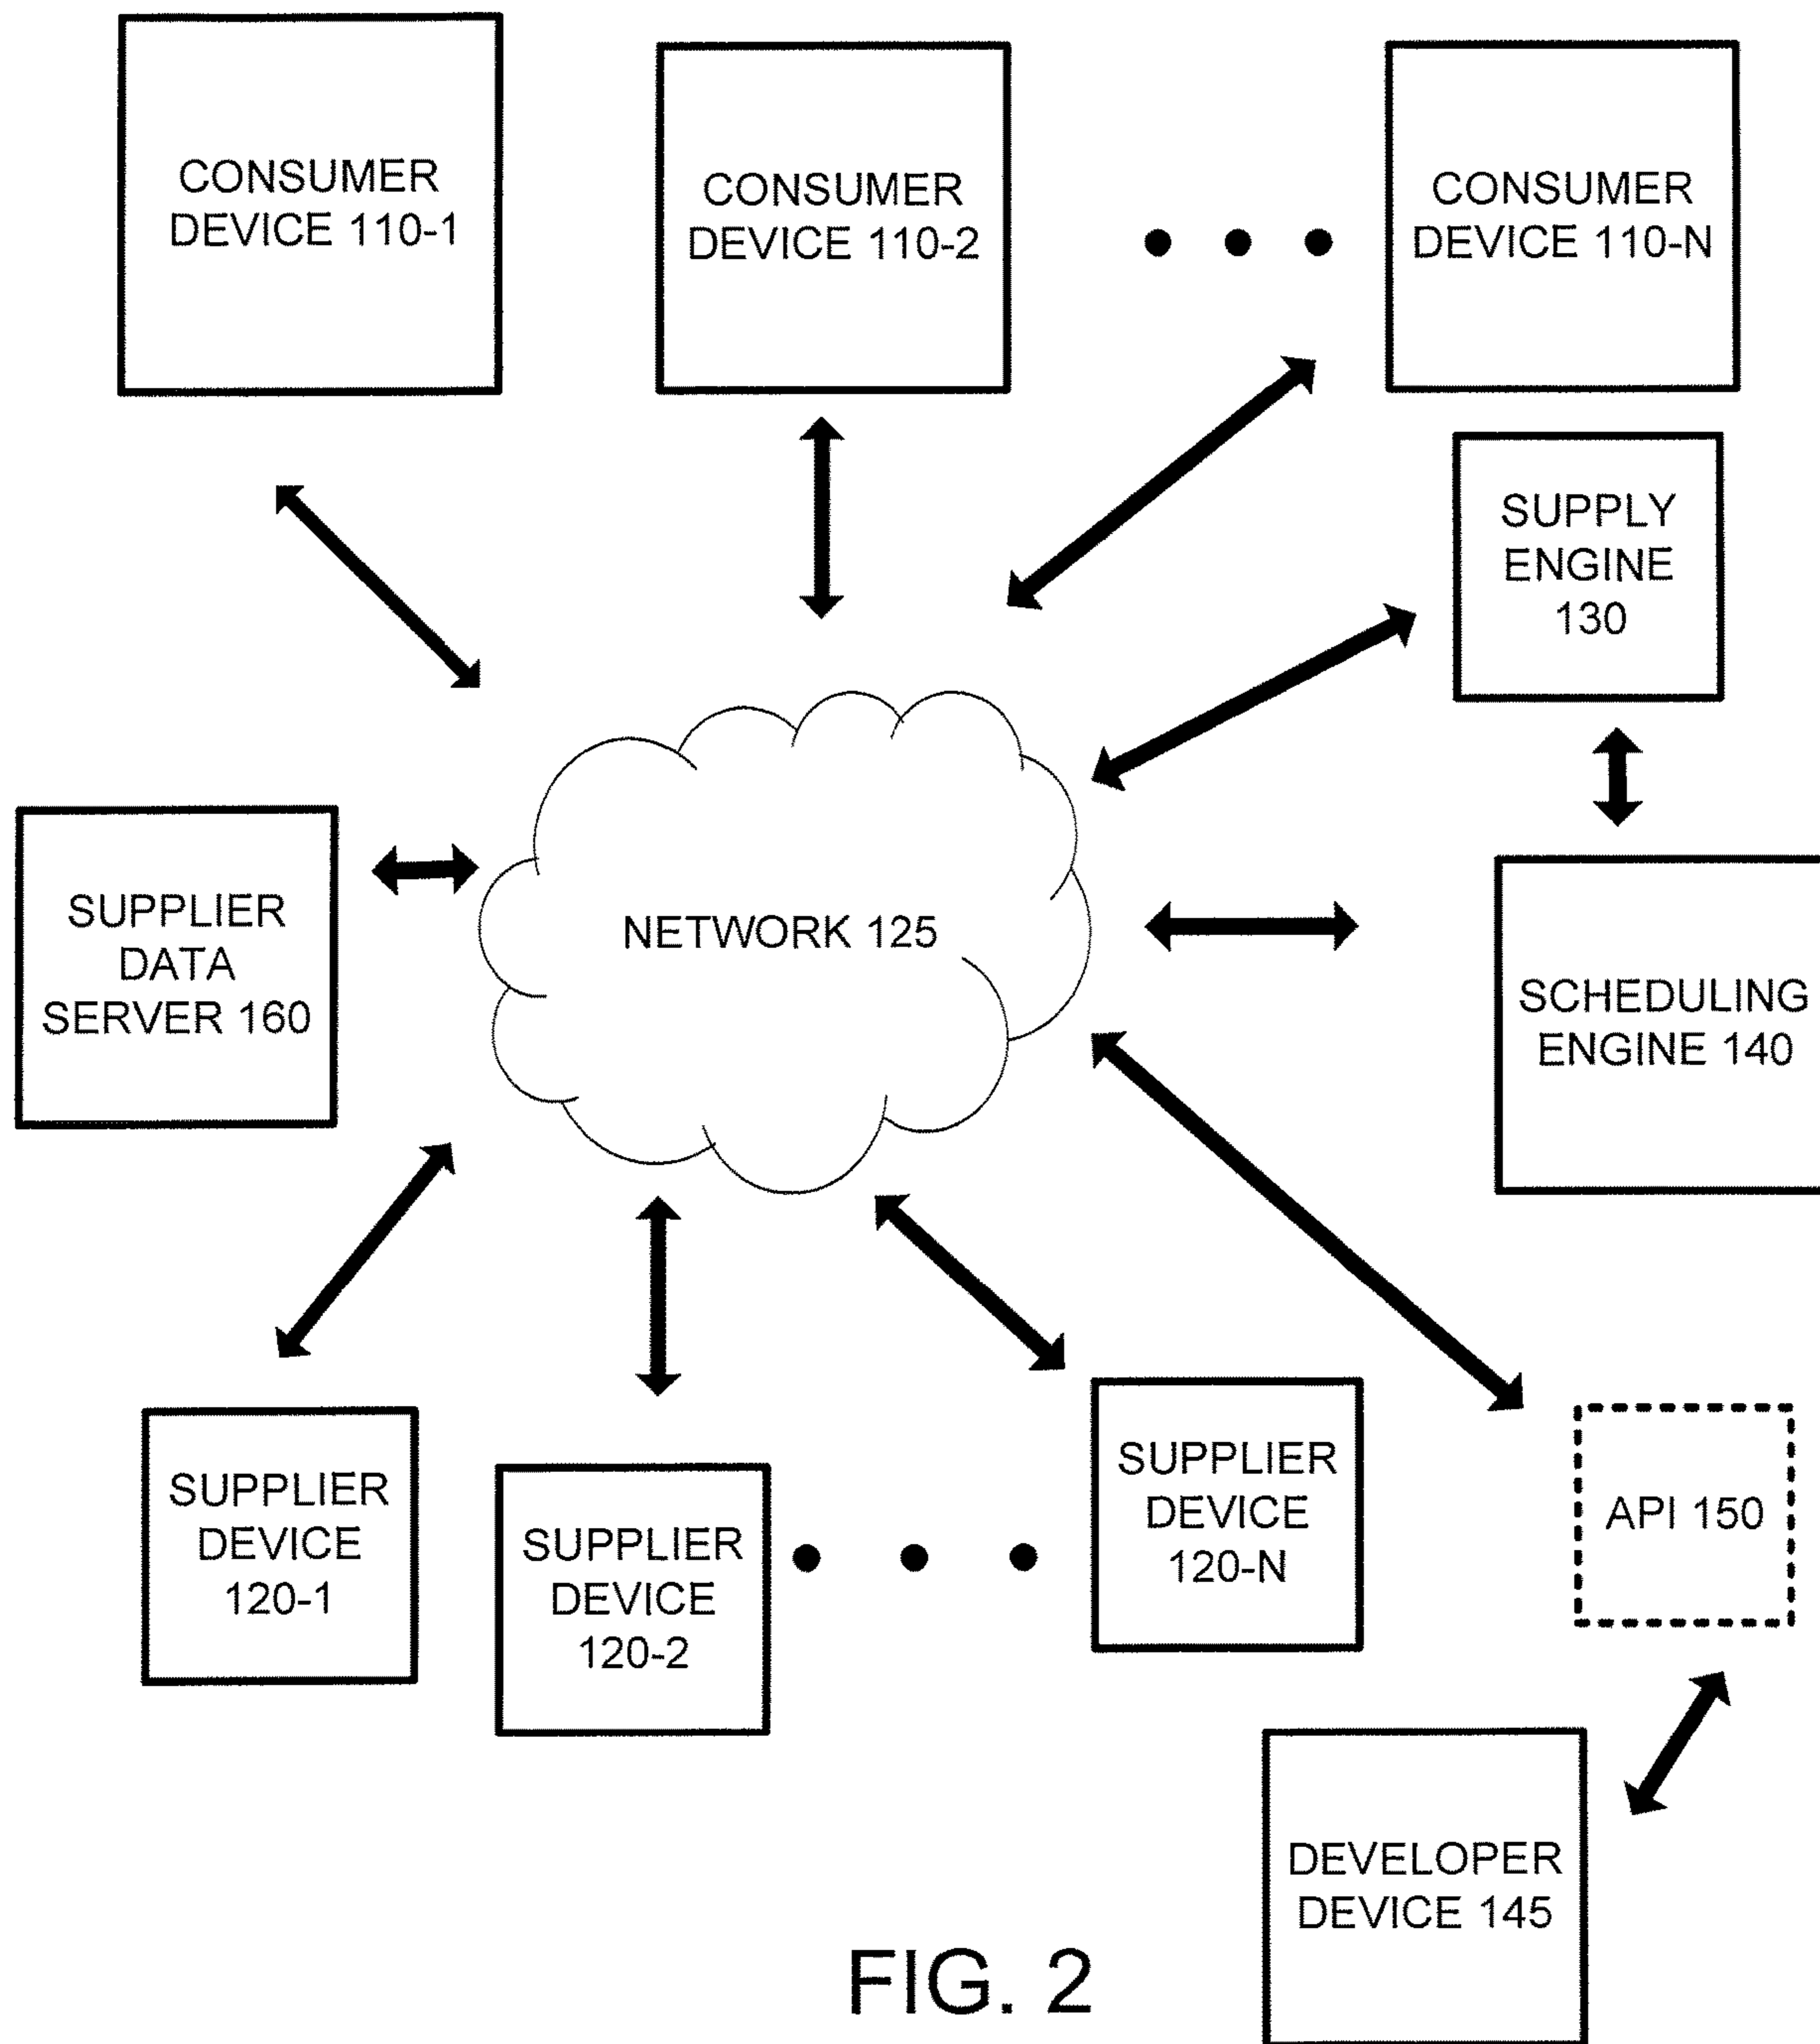 CONSUMER
DEVICE 110-1
CONSUMER
DEVICE 110-2
CONSUMER
DEVICE 110-N
SUPPLY
ENGINE
130
SUPPLIER
DATA
SERVER 160
NETWORK 125
SCHEDULING
ENGINE 140
SUPPLIER
DEVICE
120-1
SUPPLIER
DEVICE
120-2
SUPPLIER
DEVICE
120-N
API 150
DEVELOPER
DEVICE 145
FIG. 2